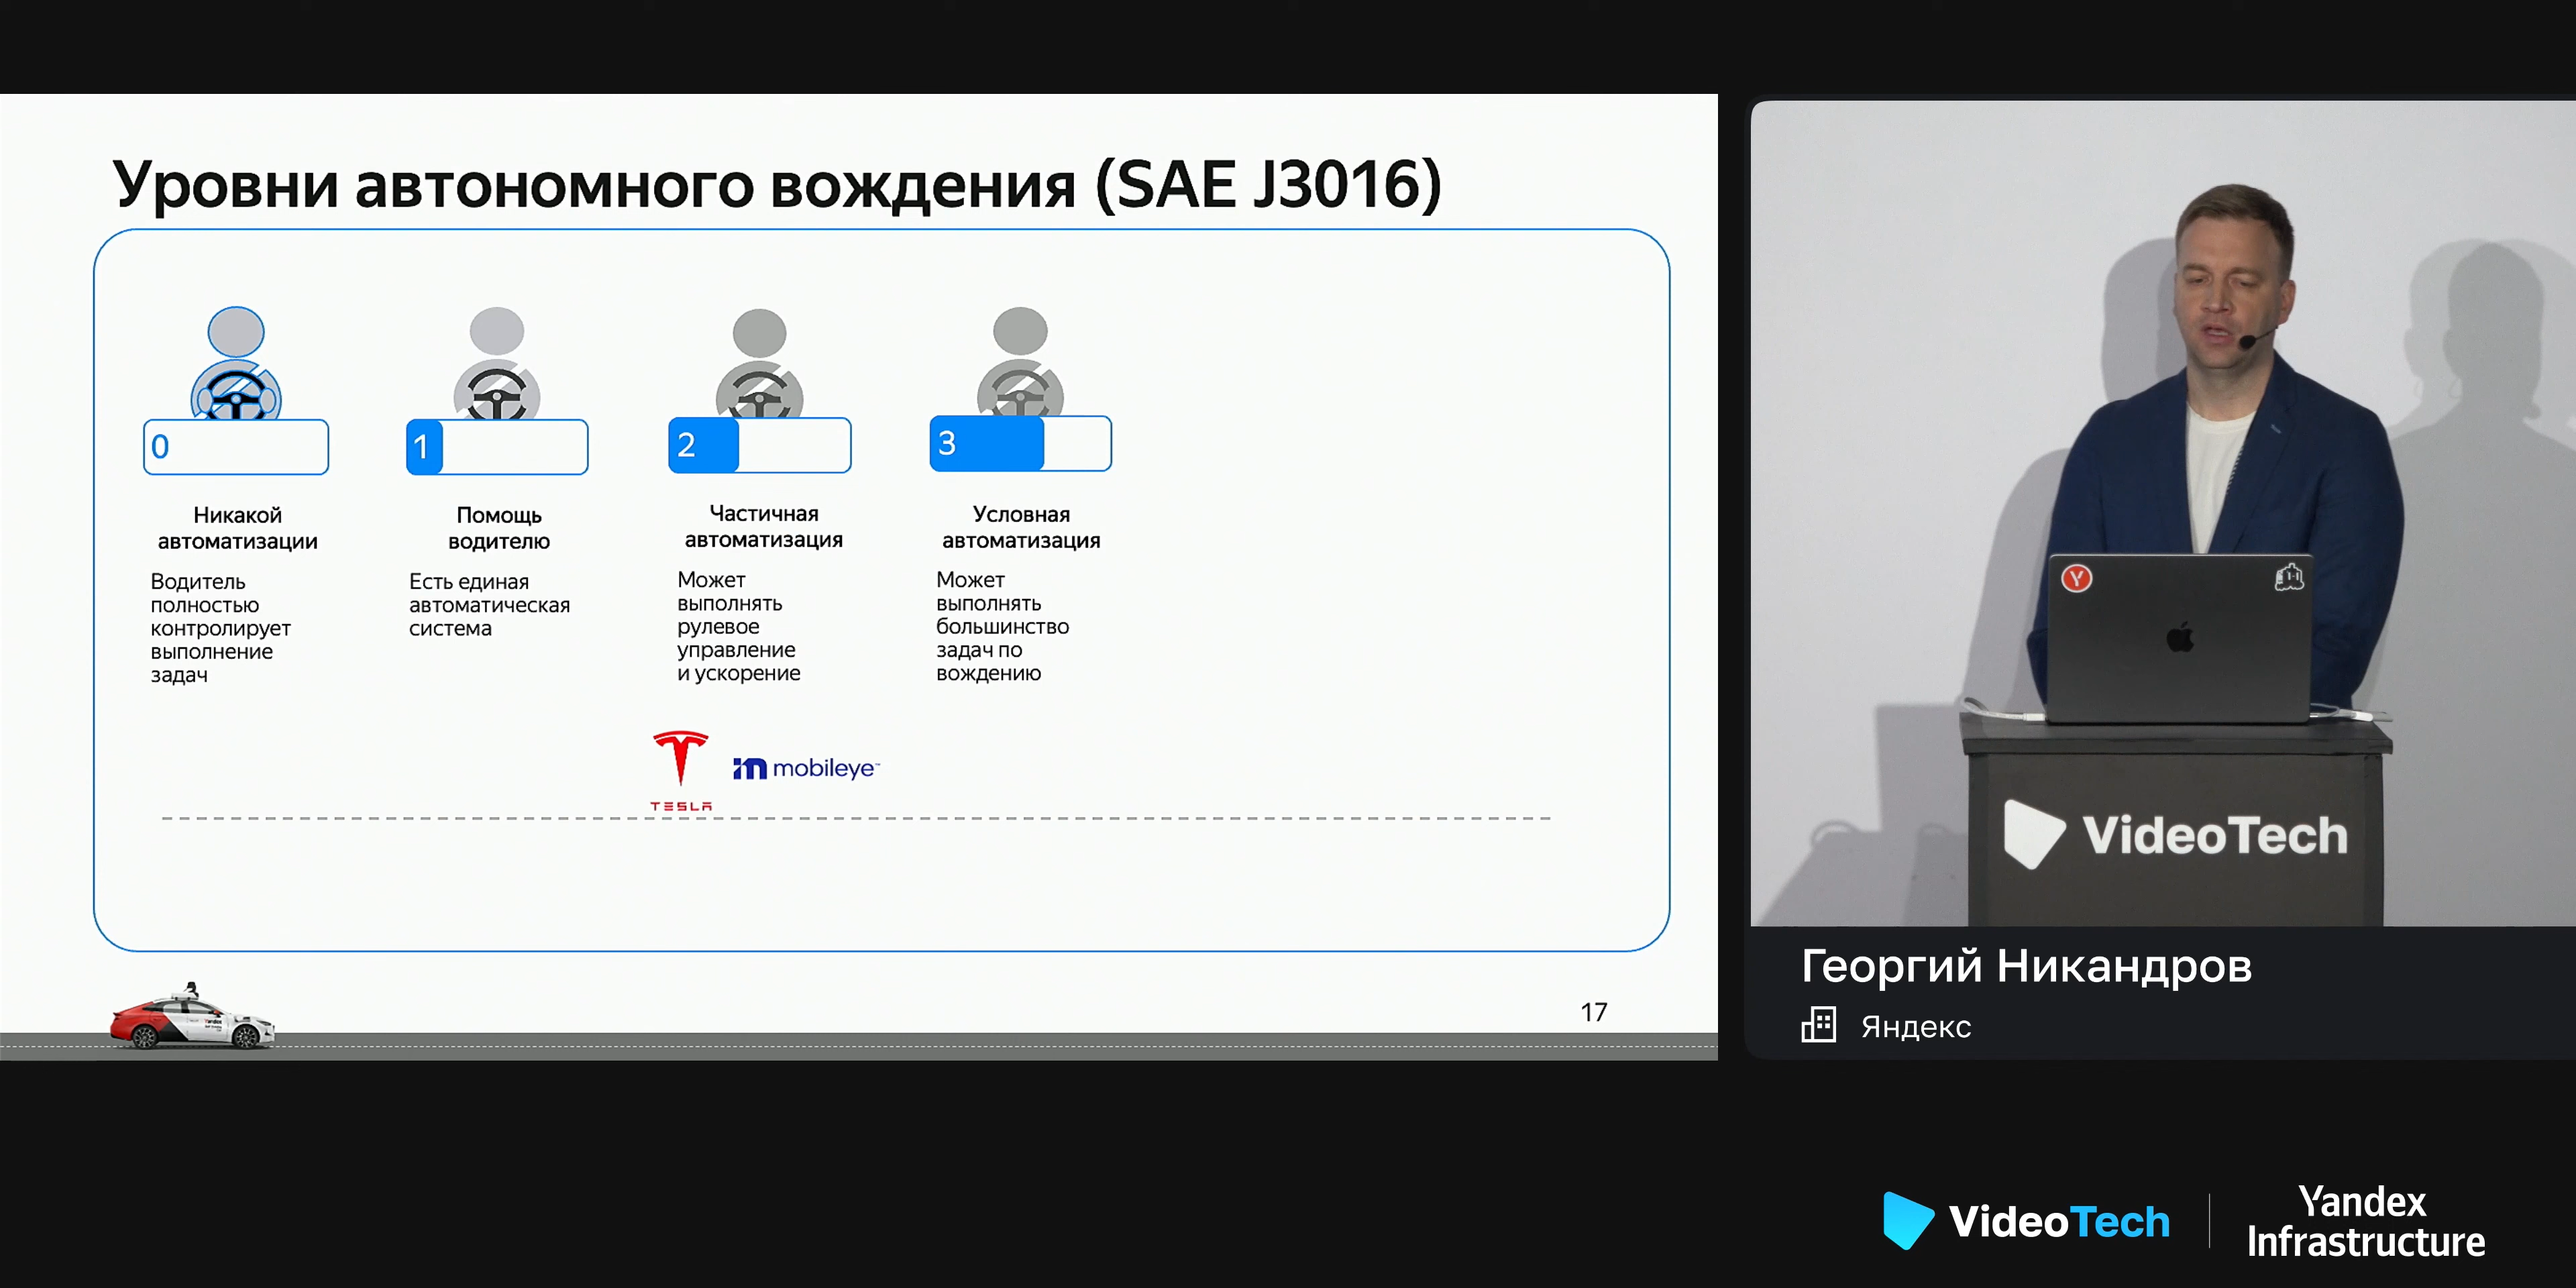 Уровни автономного вождения (SAE J3016)
0
1
2
3
Никакой
автоматизации
Водитель
полностью
контролирует
выполнение
задач
Помощь
водителю
Есть единая
автоматическая
система
Частичная
автоматизация
Может
выполнять
рулевое
управление
и ускорение
Условная
автоматизация
Может
выполнять
большинство
задач по
вождению
TESLA
mobileye™
Yandex
17
VideoTech
Георгий Никандров
Яндекс
VideoTech
Yandex
Infrastructure